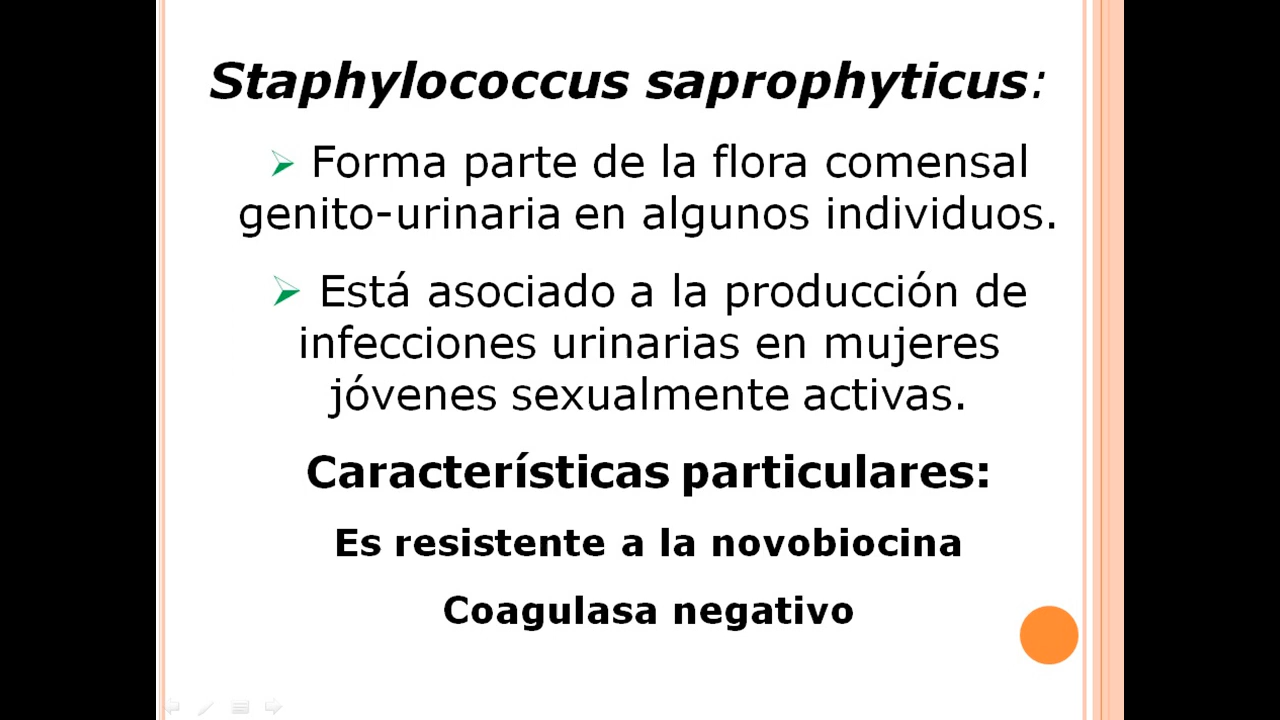 Staphylococcus saprophyticus:
Forma parte de la flora comensal
genito-urinaria en algunos individuos.
Está asociado a la producción de
infecciones urinarias en mujeres
jóvenes sexualmente activas.
Características particulares:
Es resistente a la novobiocina
Coagulasa negativo